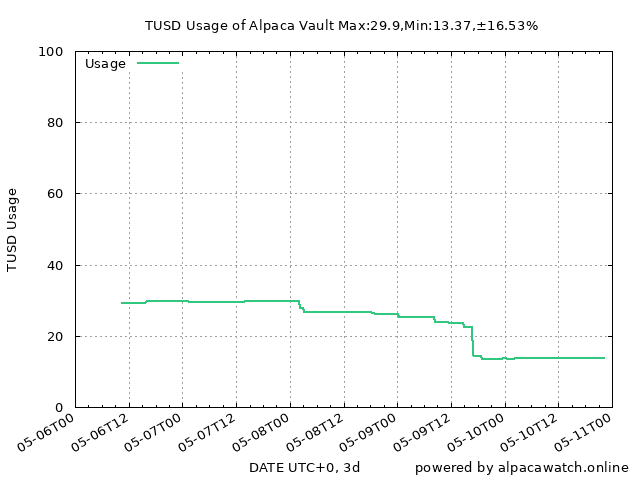 TUSD Usage of Alpaca Vault Max:29.9,Min:13.37,±16.53%
Usage
TUSD Usage
100
80
60
40
20
0
05-06T00
05-06T12
05-07T00
05-07T12
05-08T00
05-08T12
05-09T00
05-09T12
05-10T00
05-10T12
05-11T00
DATE UTC+0, 3d
powered by alpacawatch.online